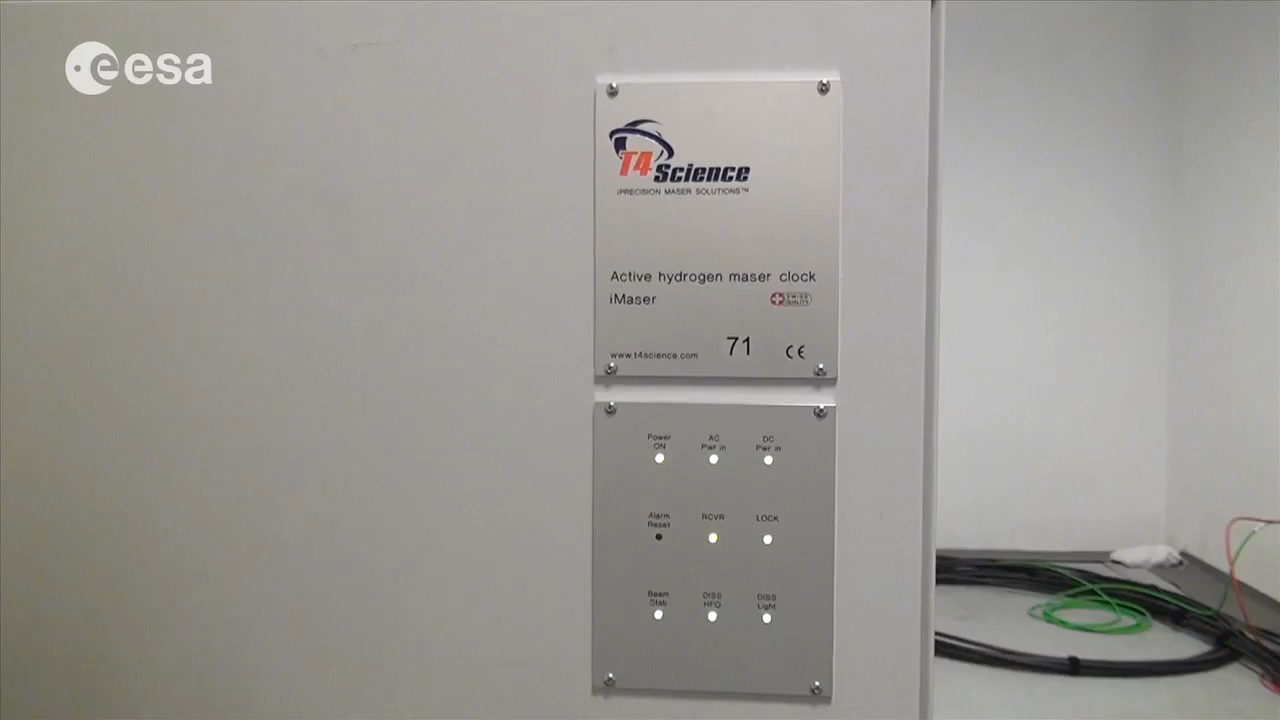 esa
T4Science
iPRECISION MASER SOLUTIONS™
Active hydrogen maser clock
iMaser
SWISS
QUALITY
www.t4science.com
71
CE
Power
ON
AC
Pwr in
DC
Pwr in
Alarm
Reset
RCVR
LOCK
Beam
Stab
DISS
HFO
DISS
Light